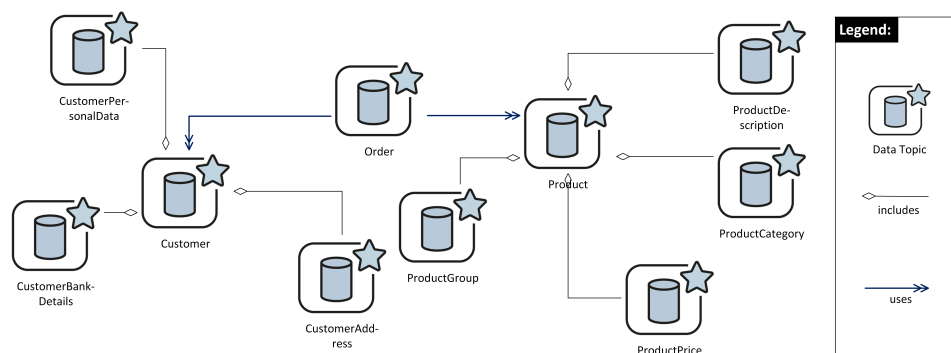 Legend:
CustomerPer-
sonalData
Order
ProductDe-
scription
Data Topic
Product
Customer
ProductCategory
includes
ProductGroup
CustomerBank-
Details
CustomerAdd-
ress
uses
ProductPrice